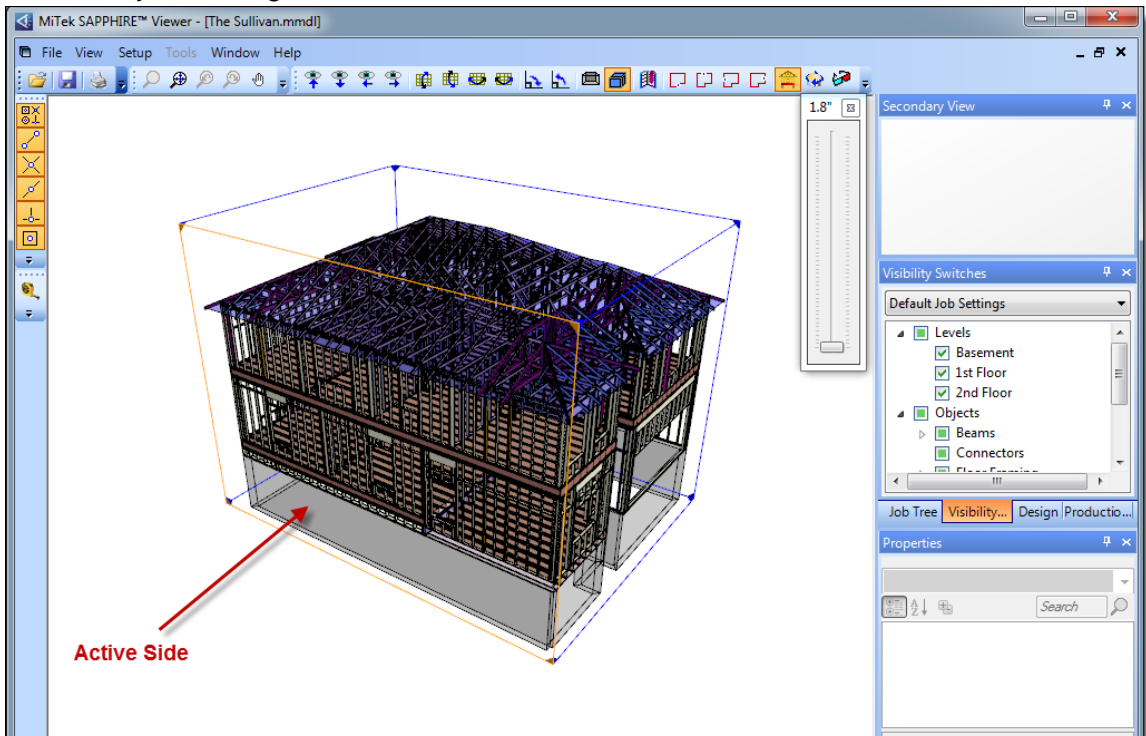 MiTek SAPPHIRE™ Viewer - [The Sullivan.mmdl]
File View Setup Tools Window Help
1.8"
Secondary View
Visibility Switches
Default Job Settings
Levels
Basement
1st Floor
2nd Floor
Objects
Beams
Connectors
Floor Framing
Job Tree Visibility... Design Productio...
Properties
Search
Active Side